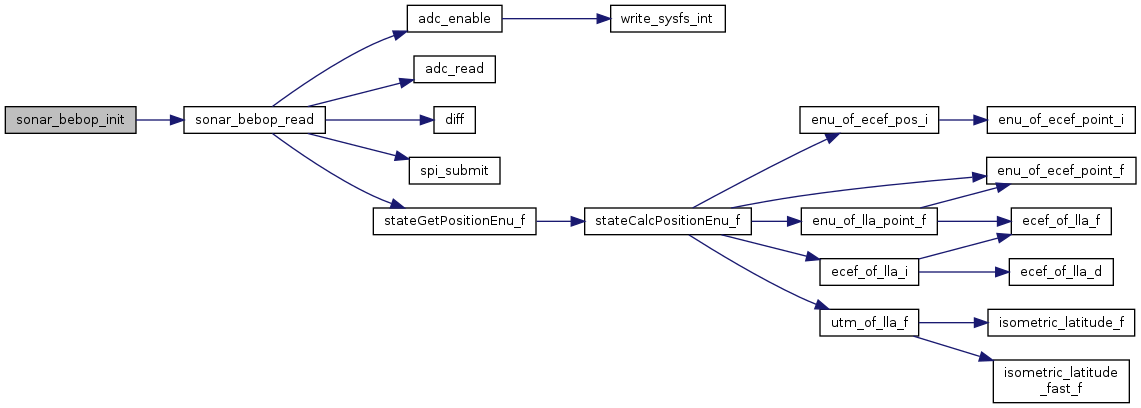 sonar_bebop_init
sonar_bebop_read
adc_enable
adc_read
diff
spi_submit
stateGetPositionEnu_f
write_sysfs_int
stateCalcPositionEnu_f
enu_of_ecef_pos_i
enu_of_lla_point_f
ecef_of_lla_i
utm_of_lla_f
enu_of_ecef_point_i
enu_of_ecef_point_f
ecef_of_lla_f
ecef_of_lla_d
isometric_latitude_f
isometric_latitude
_fast_f